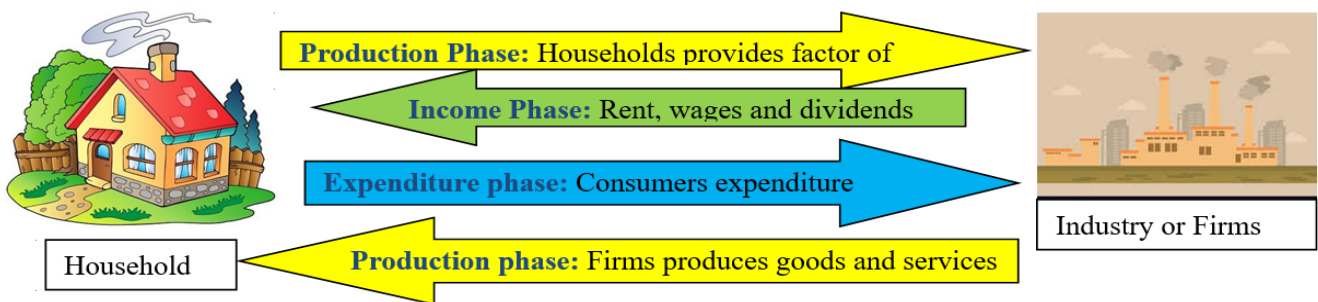 Production Phase: Households provides factor of
Income Phase: Rent, wages and dividends
Expenditure phase: Consumers expenditure
Industry or Firms
Production phase: Firms produces goods and services
Household